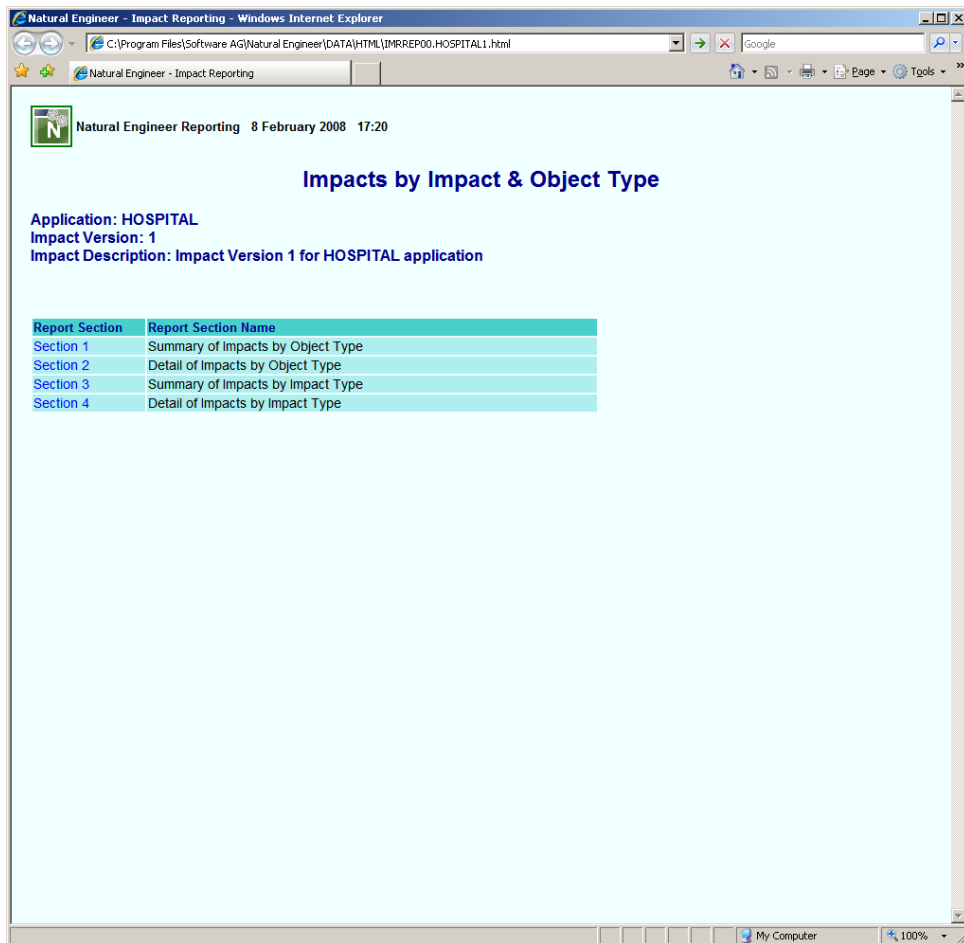 Natural Engineer - Impact Reporting - Windows Internet Explorer
C:\Program Files\Software AG\Natural Engineer\DATA\HTML\IMRREP00.HOSPITAL1.html Google
Natural Engineer - Impact Reporting Page Tools »
N Natural Engineer Reporting 8 February 2008 17:20
Impacts by Impact & Object Type
Application: HOSPITAL
Impact Version: 1
Impact Description: Impact Version 1 for HOSPITAL application
Report Section Report Section Name
Section 1 Summary of Impacts by Object Type
Section 2 Detail of Impacts by Object Type
Section 3 Summary of Impacts by Impact Type
Section 4 Detail of Impacts by Impact Type
My Computer 100%